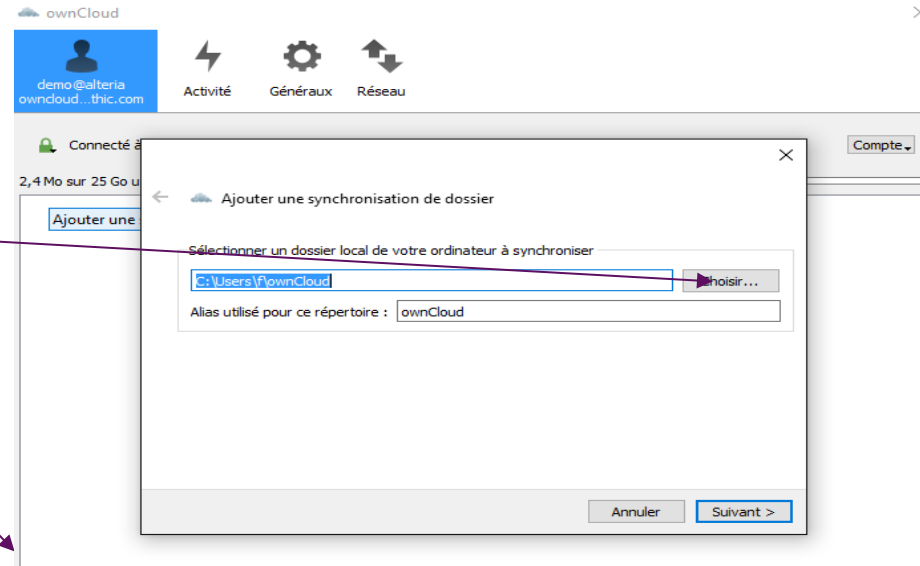 ownCloud
demo@alteria
owncloud...thic.com
Activité
Généraux
Réseau
Connecté à
Compte
2,4 Mo sur 25 Go u
Ajouter une
Ajouter une synchronisation de dossier
Sélectionner un dossier local de votre ordinateur à synchroniser
C:\Users\f\ownCloud
Choisir...
Alias utilisé pour ce répertoire : ownCloud
Annuler
Suivant >